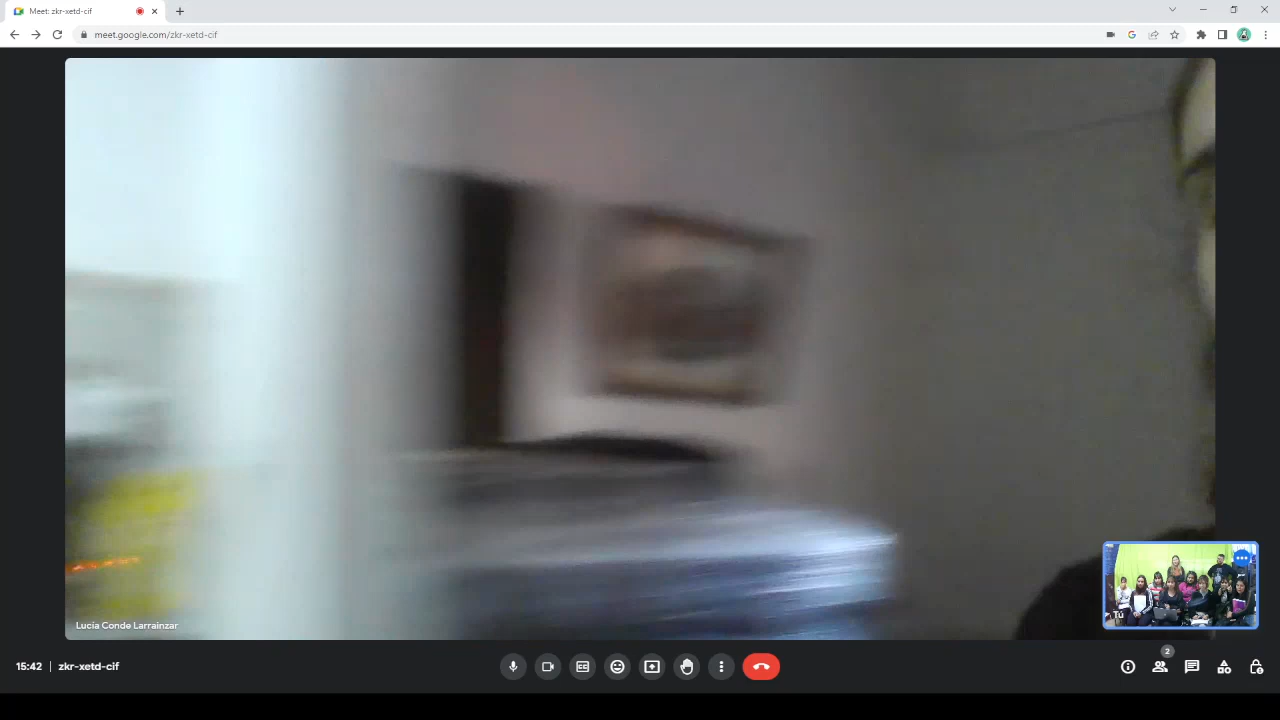 Meet: zkr-xetd-cif
meet.google.com/zkr-xetd-cif
Lucia Conde Larrainzar
Tú
15:42 | zkr-xetd-cif
2